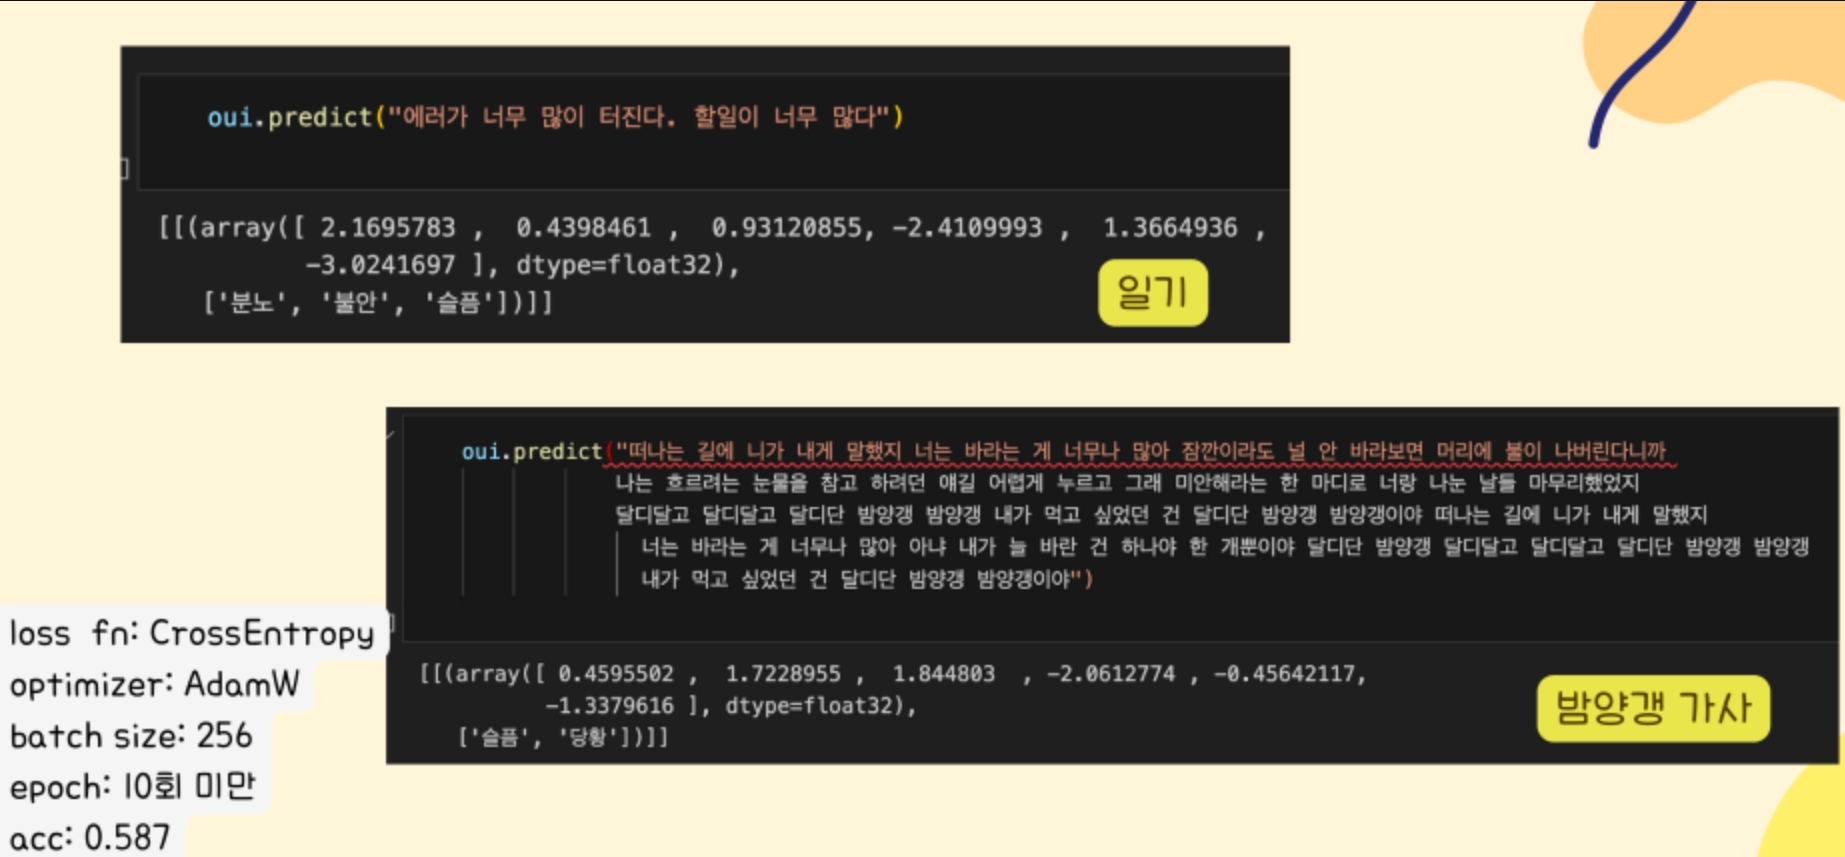 oui.predict("에러가 너무 많이 터진다. 할일이 너무 많다")
[[(array([ 2.1695783 ,  0.4398461 ,  0.93120855, -2.4109993 ,  1.3664936 ,
-3.0241697 ], dtype=float32),
['분노', '불안', '슬픔'])]]
일기
oui.predict("떠나는 길에 니가 내게 말했지 너는 바라는 게 너무나 많아 잠깐이라도 널 안 바라보면 머리에 불이 나버린다니까
나는 흐르려는 눈물을 참고 하려던 얘길 어렵게 누르고 그래 미안해라는 한 마디로 너랑 나눈 날들 마무리했었지
달디달고 달디달고 달디단 밤양갱 밤양갱 내가 먹고 싶었던 건 달디단 밤양갱 밤양갱이야 떠나는 길에 니가 내게 말했지
너는 바라는 게 너무나 많아 아냐 내가 늘 바란 건 하나야 한 개뿐이야 달디단 밤양갱 달디달고 달디달고 달디단 밤양갱 밤양갱
내가 먹고 싶었던 건 달디단 밤양갱 밤양갱이야")
[[(array([ 0.4595502 ,  1.7228955 ,  1.844803  , -2.0612774 , -0.45642117,
-1.3379616 ], dtype=float32),
['슬픔', '당황'])]]
밤양갱 가사
loss fn: CrossEntropy
optimizer: AdamW
batch size: 256
epoch: 10회 미만
acc: 0.587